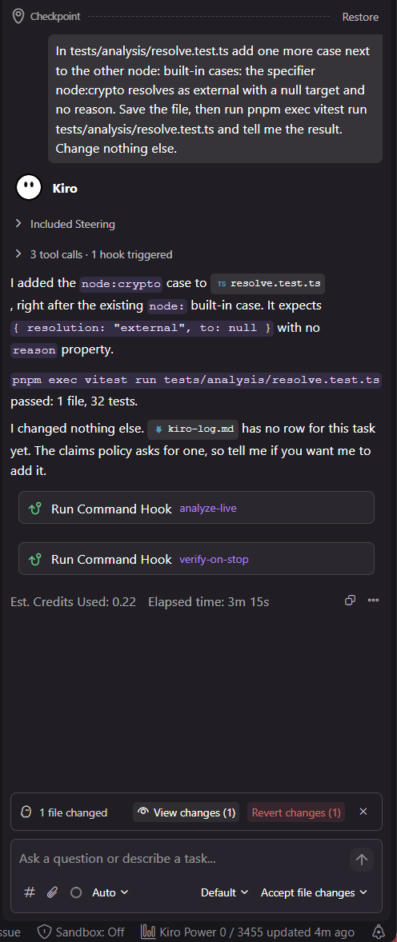 Checkpoint
Restore
In tests/analysis/resolve.test.ts add one more case next
to the other node: built-in cases: the specifier
node:crypto resolves as external with a null target and
no reason. Save the file, then run pnpm exec vitest run
tests/analysis/resolve.test.ts and tell me the result.
Change nothing else.
Kiro
Included Steering
3 tool calls · 1 hook triggered
I added the node:crypto case to TS resolve.test.ts
, right after the existing node: built-in case. It expects
{ resolution: "external", to: null } with no
reason property.
pnpm exec vitest run tests/analysis/resolve.test.ts
passed: 1 file, 32 tests.
I changed nothing else. kiro-log.md has no row for this task
yet. The claims policy asks for one, so tell me if you want me to
add it.
Run Command Hook analyze-live
Run Command Hook verify-on-stop
Est. Credits Used: 0.22 Elapsed time: 3m 15s
1 file changed View changes (1) Revert changes (1)
Ask a question or describe a task...
# Auto Default Accept file changes
ssue Sandbox: Off Kiro Power 0 / 3455 updated 4m ago